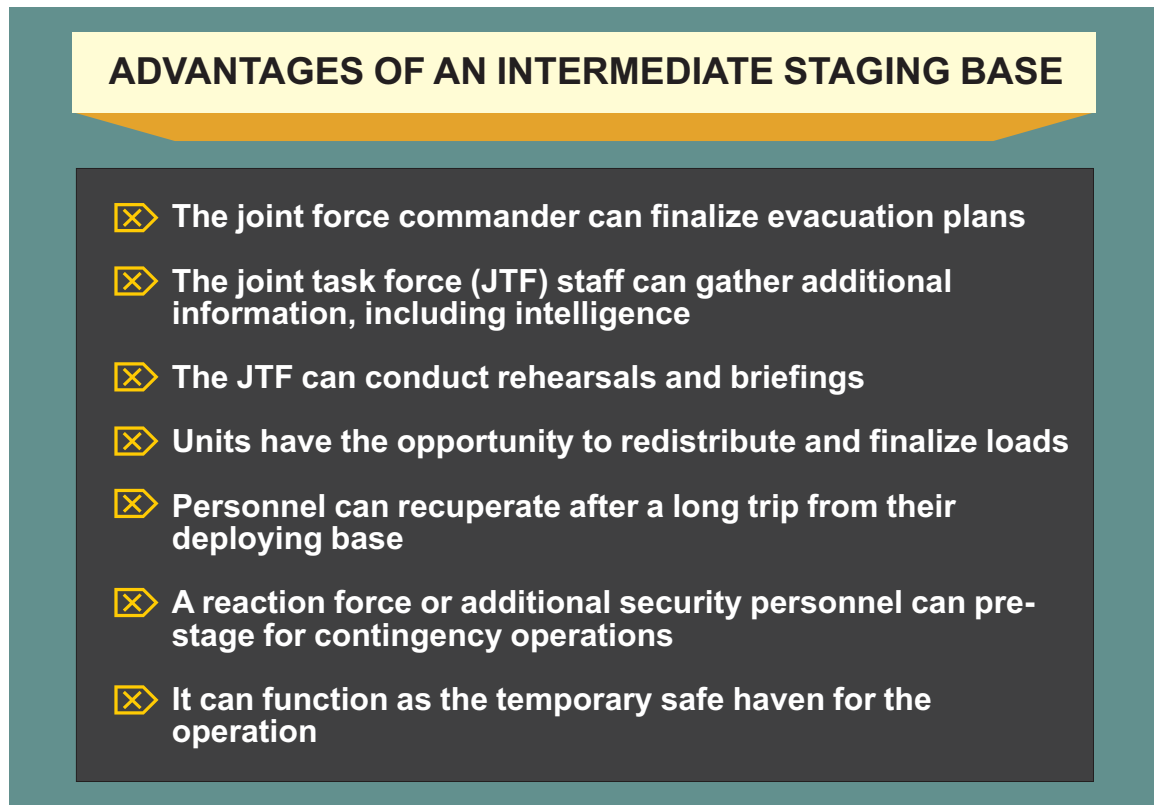 ADVANTAGES OF AN INTERMEDIATE STAGING BASE
The joint force commander can finalize evacuation plans
The joint task force (JTF) staff can gather additional
information, including intelligence
The JTF can conduct rehearsals and briefings
Units have the opportunity to redistribute and finalize loads
Personnel can recuperate after a long trip from their
deploying base
A reaction force or additional security personnel can pre-
stage for contingency operations
It can function as the temporary safe haven for the
operation